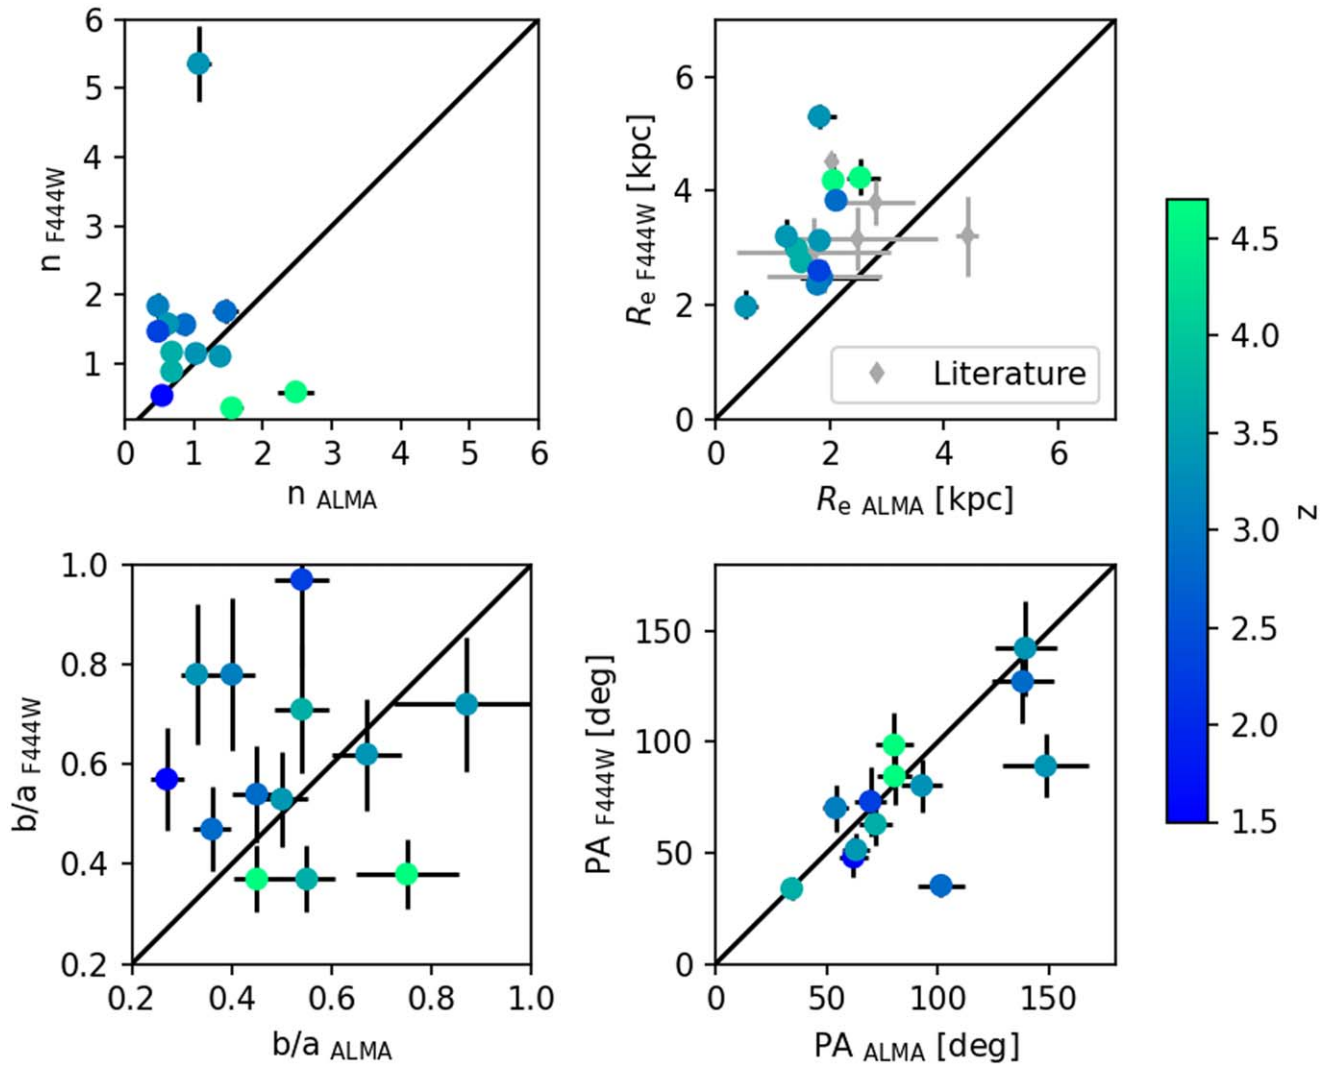 6
5
4
3
2
1
0 1 2 3 4 5 6
n F444W
n ALMA
6
4
2
0
0 2 4 6
Re F444W [kpc]
Re ALMA [kpc]
Literature
1.0
0.8
0.6
0.4
0.2
0.2 0.4 0.6 0.8 1.0
b/a F444W
b/a ALMA
150
100
50
0
0 50 100 150
PA F444W [deg]
PA ALMA [deg]
4.5
4.0
3.5
3.0
2.5
2.0
1.5
z